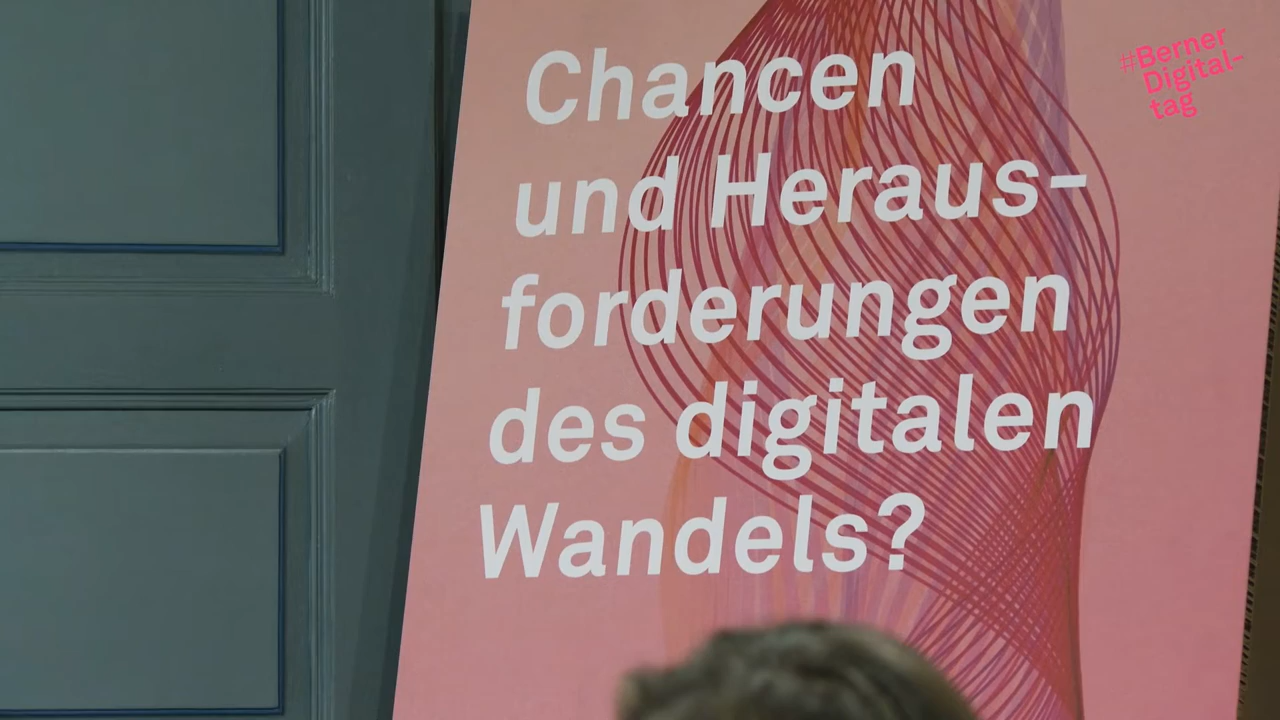 Chancen
und Heraus-
forderungen
des digitalen
Wandels?
#Berner
Digital-
tag